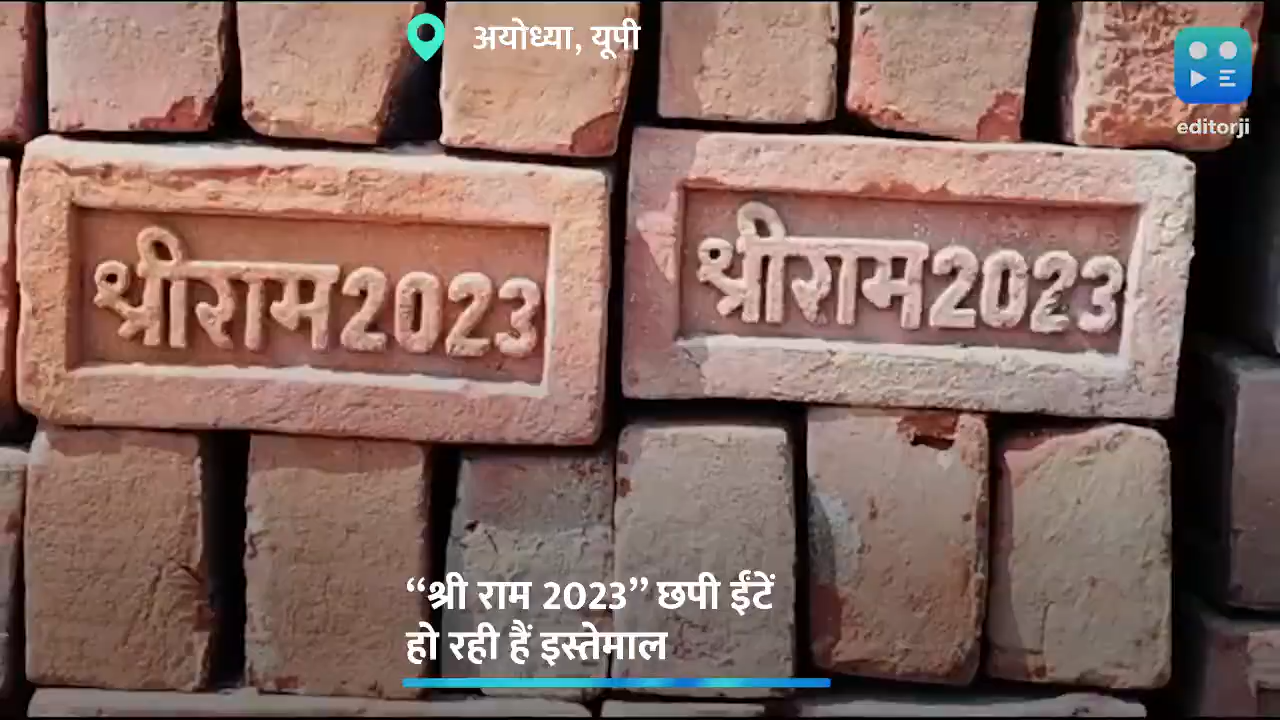 अयोध्या, यूपी
editorji
श्रीराम2023
श्रीराम2023
“श्री राम 2023” छपी ईंटें
हो रही हैं इस्तेमाल